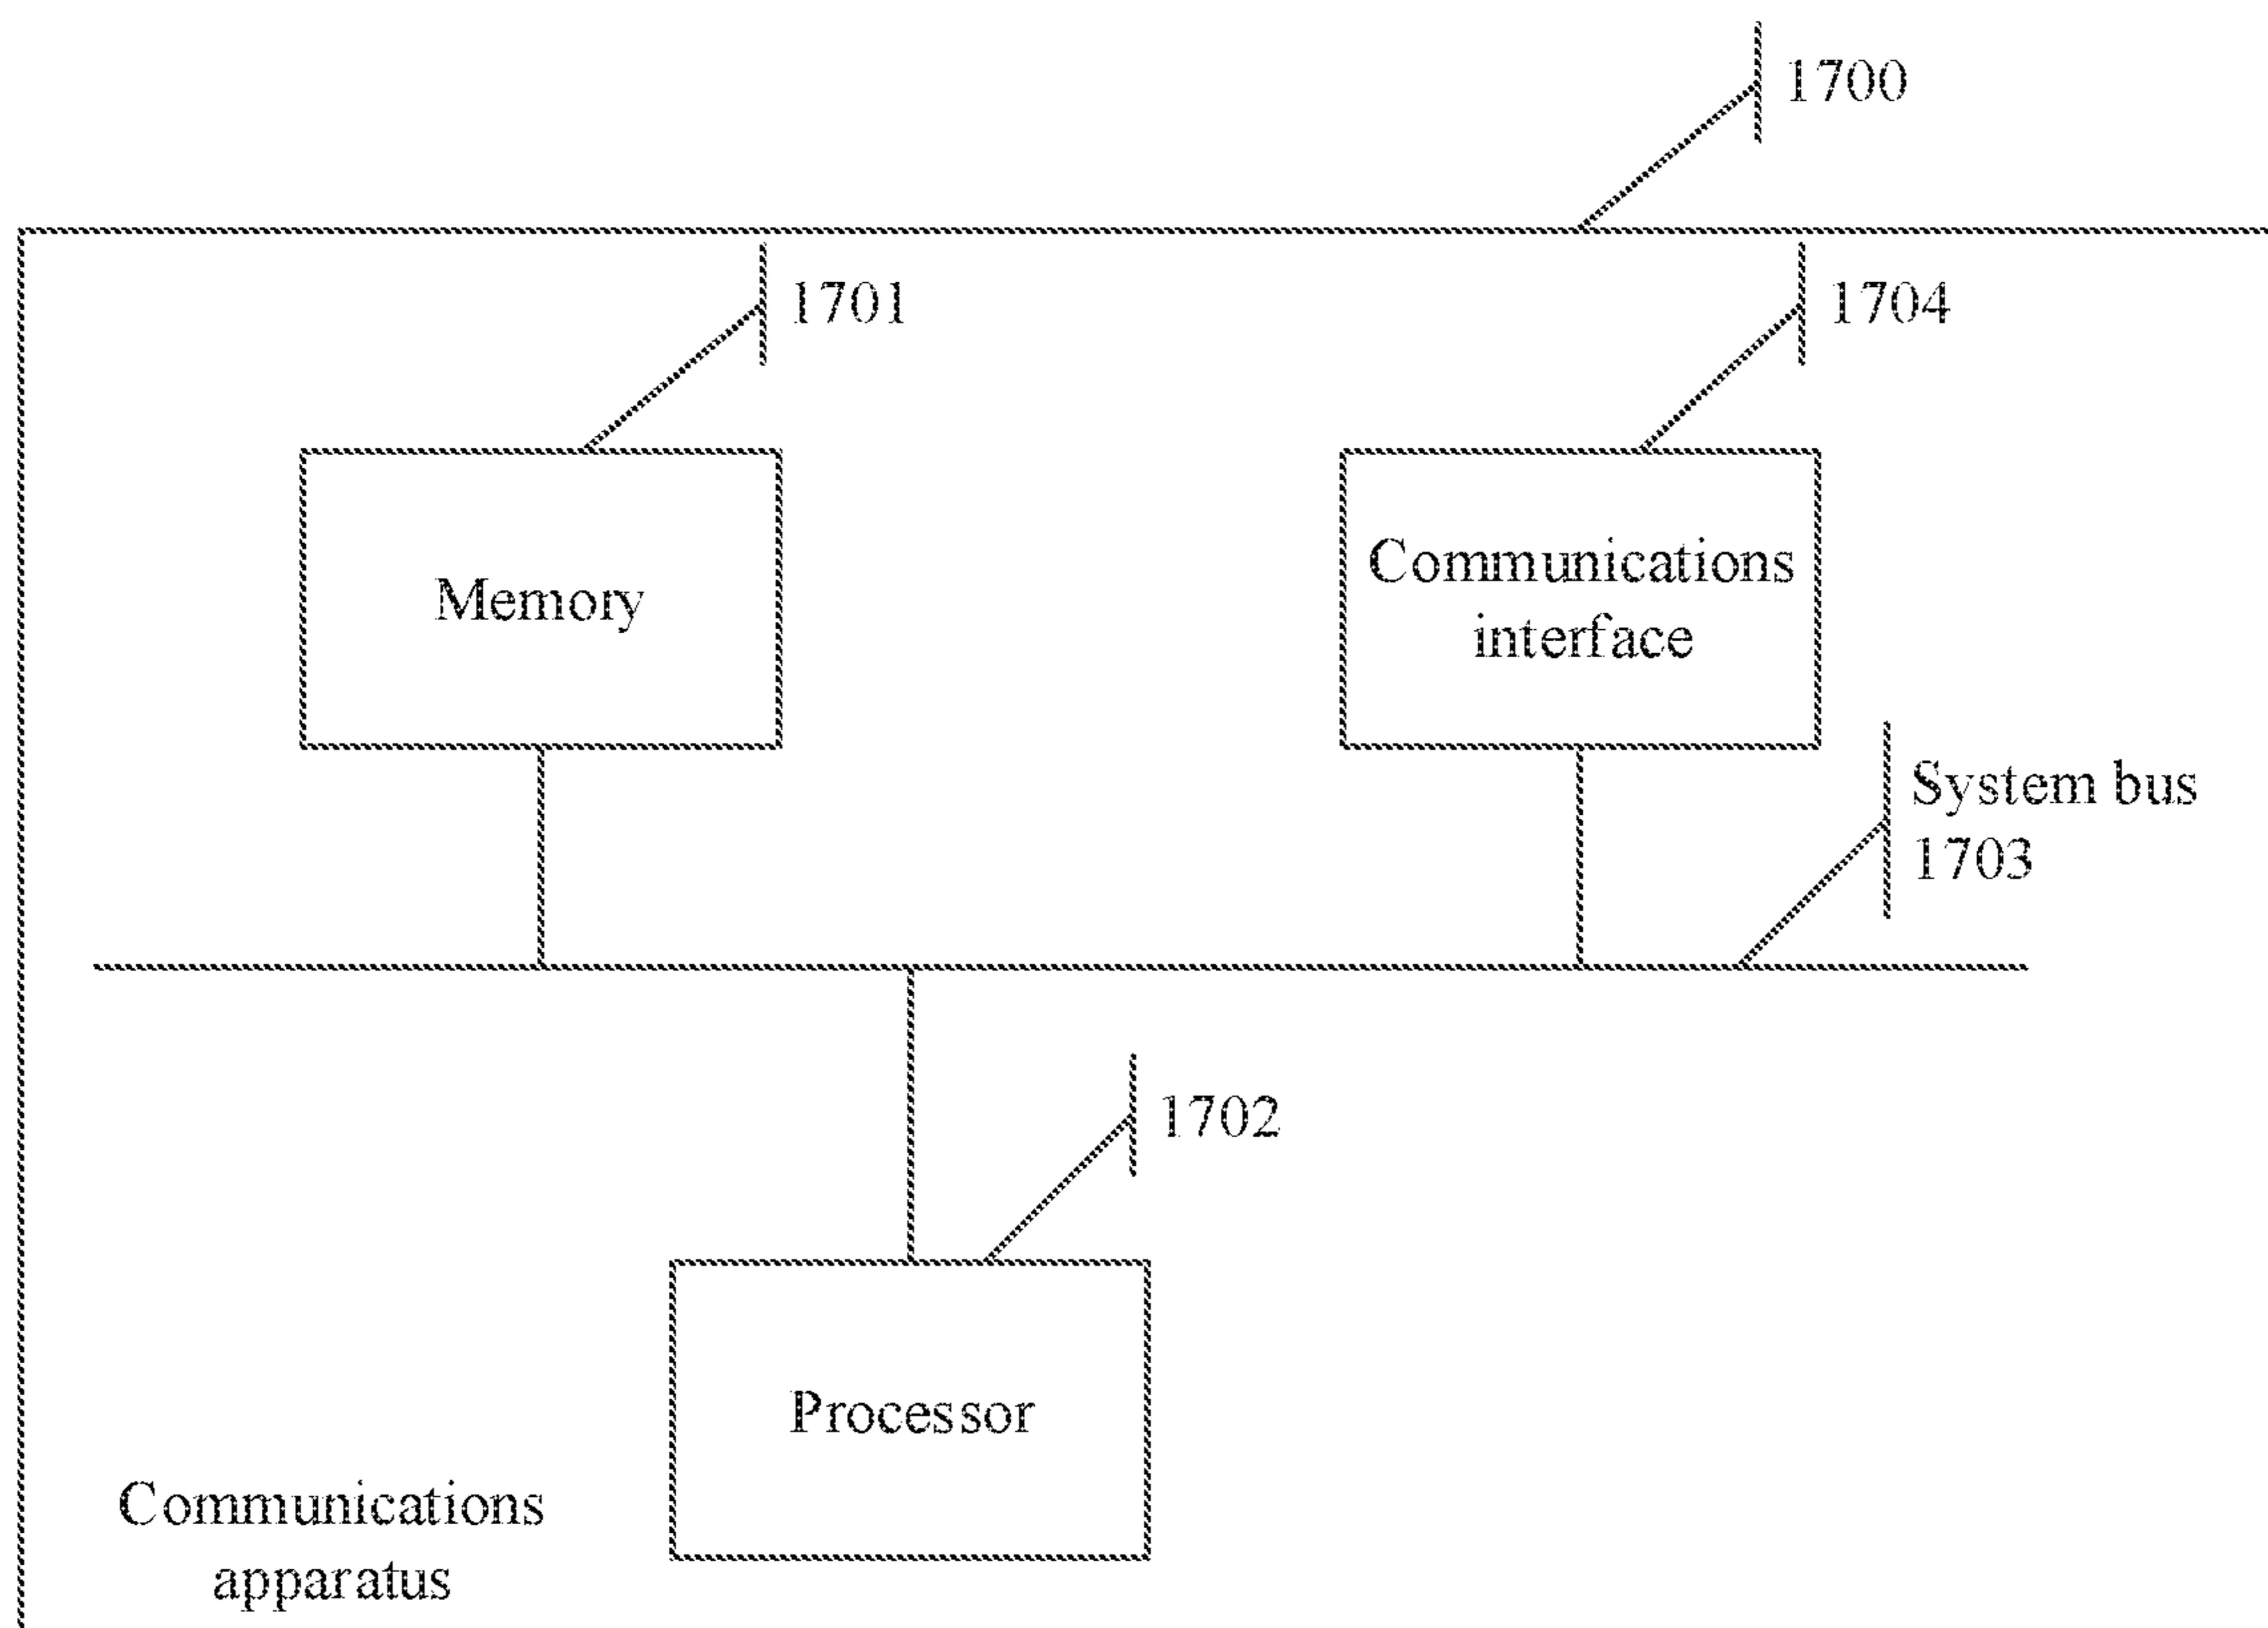 1700
1701
1704
Memory
Communications
interface
System bus
1703
1702
Processor
Communications
apparatus